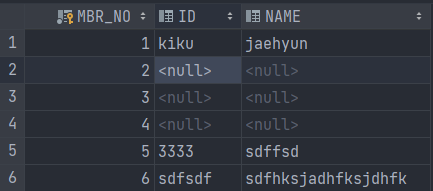 MBR_NO ID NAME
1 1 kiku jaehyun
2 2 <null> <null>
3 3 <null> <null>
4 4 <null> <null>
5 5 3333 sdffsd
6 6 sdfsdf sdfhksjadhfksjdhfk